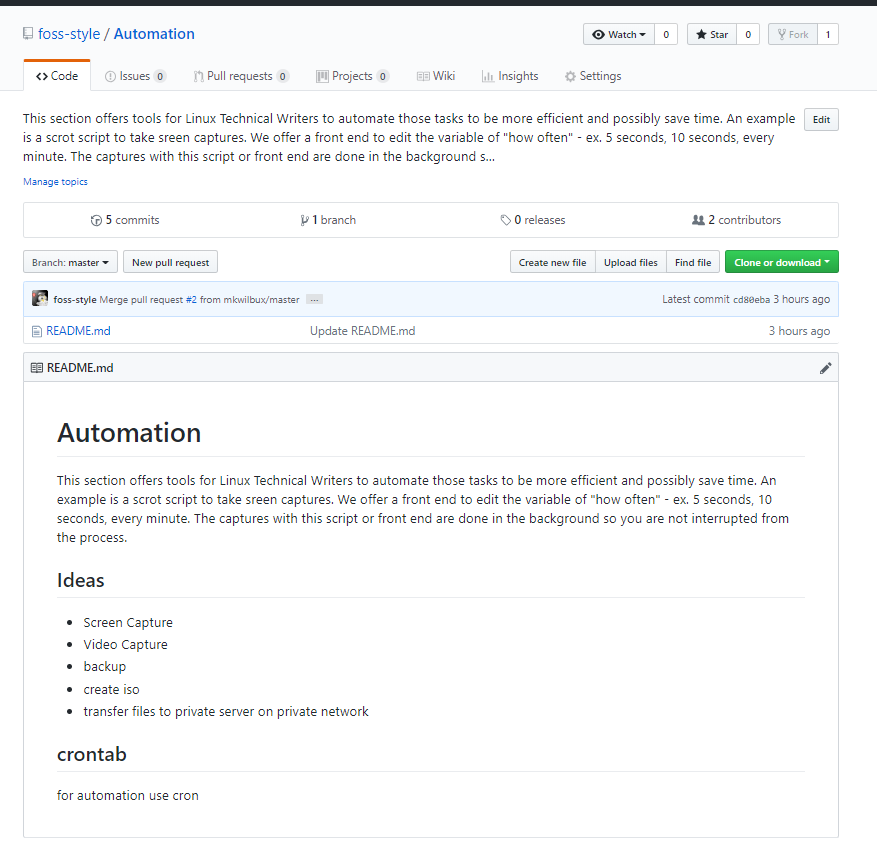 foss-style / Automation
Watch 0 Star 0 Fork 1
Code Issues 0 Pull requests 0 Projects 0 Wiki Insights Settings
This section offers tools for Linux Technical Writers to automate those tasks to be more efficient and possibly save time. An example
is a scrot script to take sreen captures. We offer a front end to edit the variable of "how often" - ex. 5 seconds, 10 seconds, every
minute. The captures with this script or front end are done in the background s...
Edit
Manage topics
5 commits 1 branch 0 releases 2 contributors
Branch: master New pull request Create new file Upload files Find file Clone or download
foss-style Merge pull request #2 from mkwilbux/master ... Latest commit cd80eba 3 hours ago
README.md Update README.md 3 hours ago
README.md
Automation
This section offers tools for Linux Technical Writers to automate those tasks to be more efficient and possibly save time. An
example is a scrot script to take sreen captures. We offer a front end to edit the variable of "how often" - ex. 5 seconds, 10
seconds, every minute. The captures with this script or front end are done in the background so you are not interrupted from
the process.
Ideas
• Screen Capture
• Video Capture
• backup
• create iso
• transfer files to private server on private network
crontab
for automation use cron